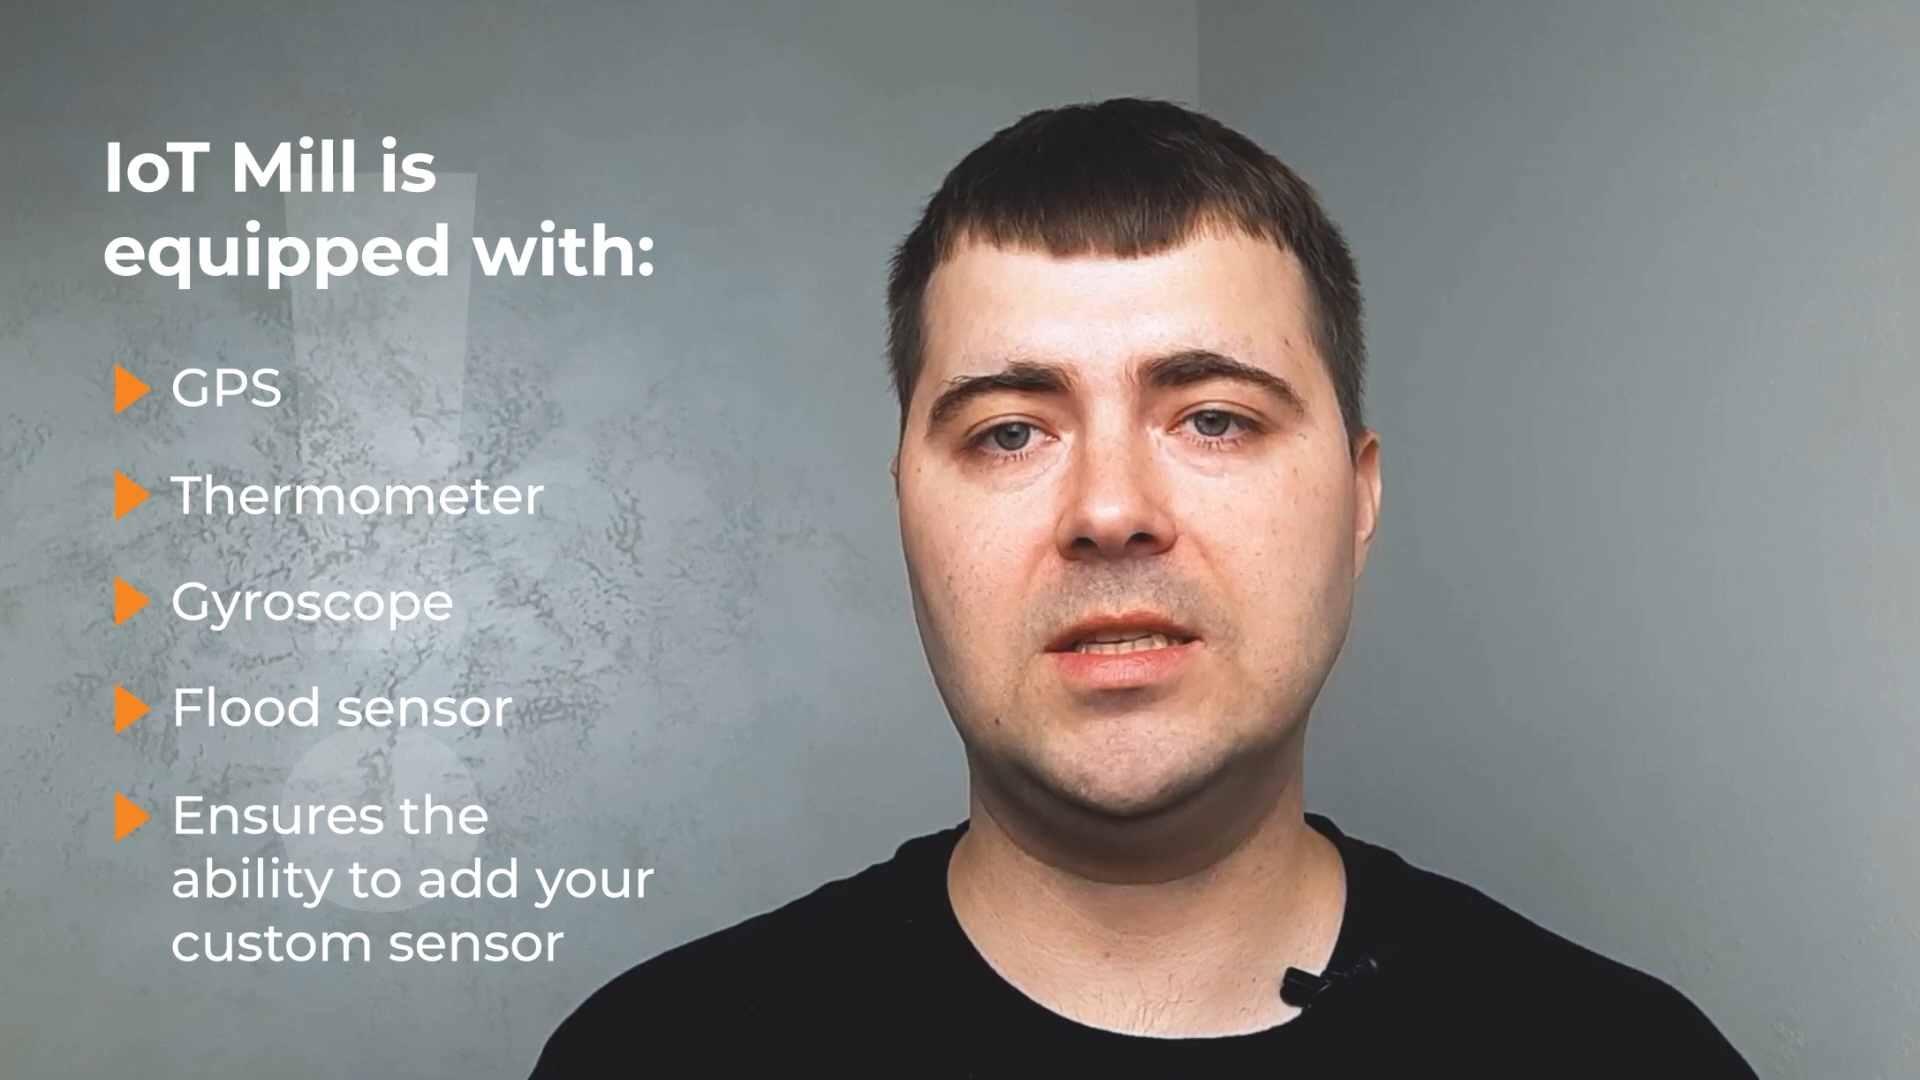 IoT Mill is
equipped with:
GPS
Thermometer
Gyroscope
Flood sensor
Ensures the
ability to add your
custom sensor